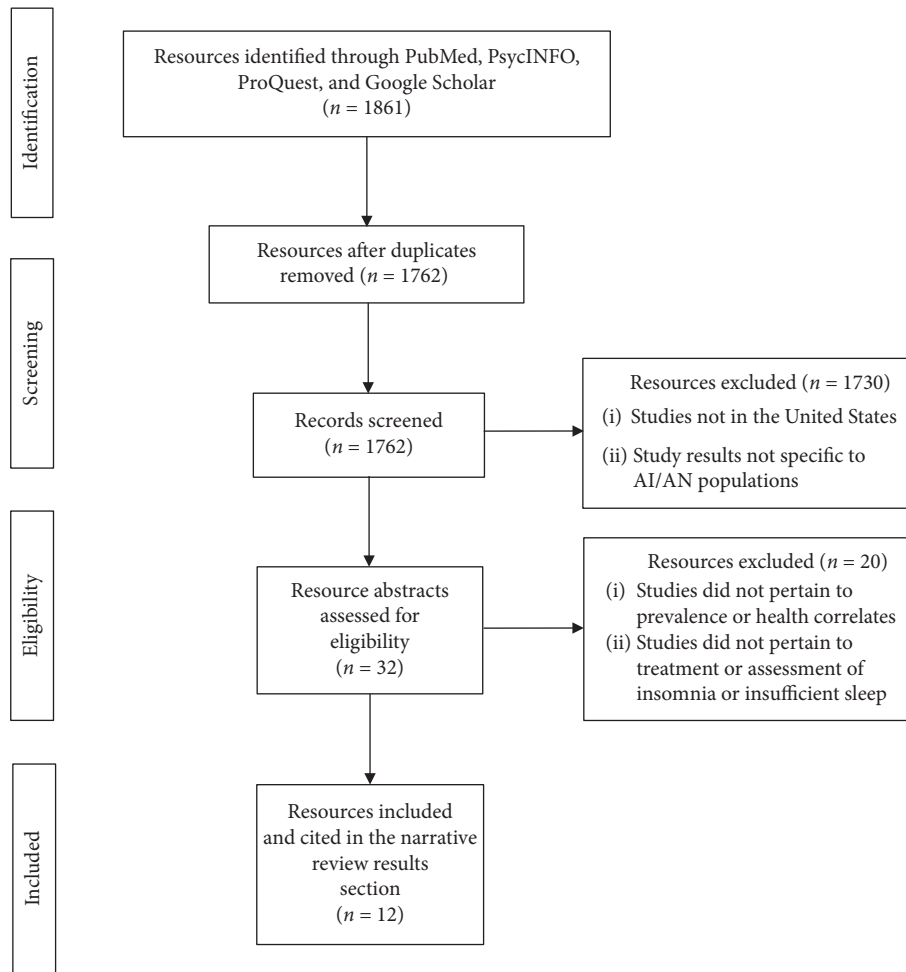 Identification
Resources identified through PubMed, PsycINFO,
ProQuest, and Google Scholar
(n = 1861)
Resources after duplicates
removed (n = 1762)
Screening
Records screened
(n = 1762)
Resources excluded (n = 1730)
(i) Studies not in the United States
(ii) Study results not specific to
AI/AN populations
Eligibility
Resource abstracts
assessed for
eligibility
(n = 32)
Resources excluded (n = 20)
(i) Studies did not pertain to
prevalence or health correlates
(ii) Studies did not pertain to
treatment or assessment of
insomnia or insufficient sleep
Included
Resources included
and cited in the narrative
review results
section
(n = 12)